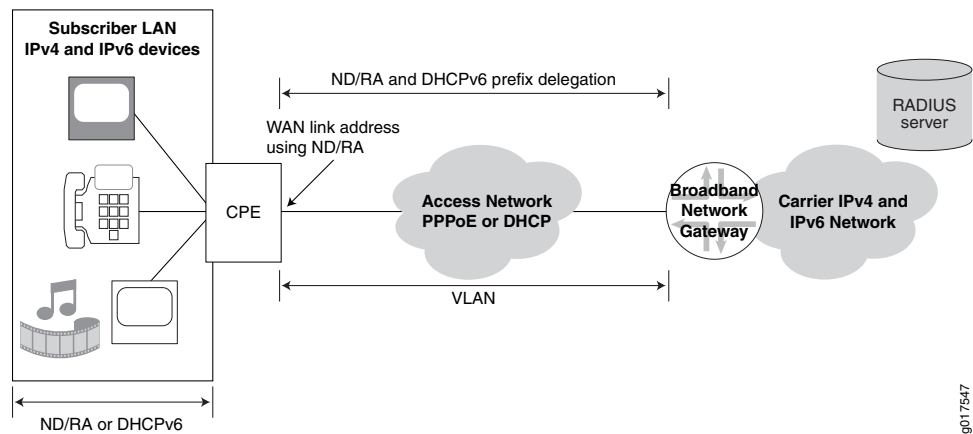 Subscriber LAN
IPv4 and IPv6 devices
ND/RA and DHCPv6 prefix delegation
RADIUS
server
WAN link address
using ND/RA
CPE
Access Network
PPPoE or DHCP
Broadband
Network
Gateway
Carrier IPv4 and
IPv6 Network
VLAN
ND/RA or DHCPv6
g017547